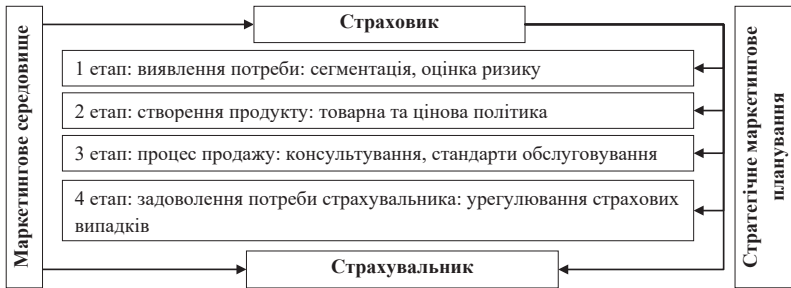 Маркетингове середовище
Страховик
1 етап: виявлення потреби: сегментація, оцінка ризику
2 етап: створення продукту: товарна та цінова політика
3 етап: процес продажу: консультування, стандарти обслуговування
4 етап: задоволення потреби страхувальника: урегулювання страхових
випадків
Страхувальник
Стратегічне маркетингове
планування